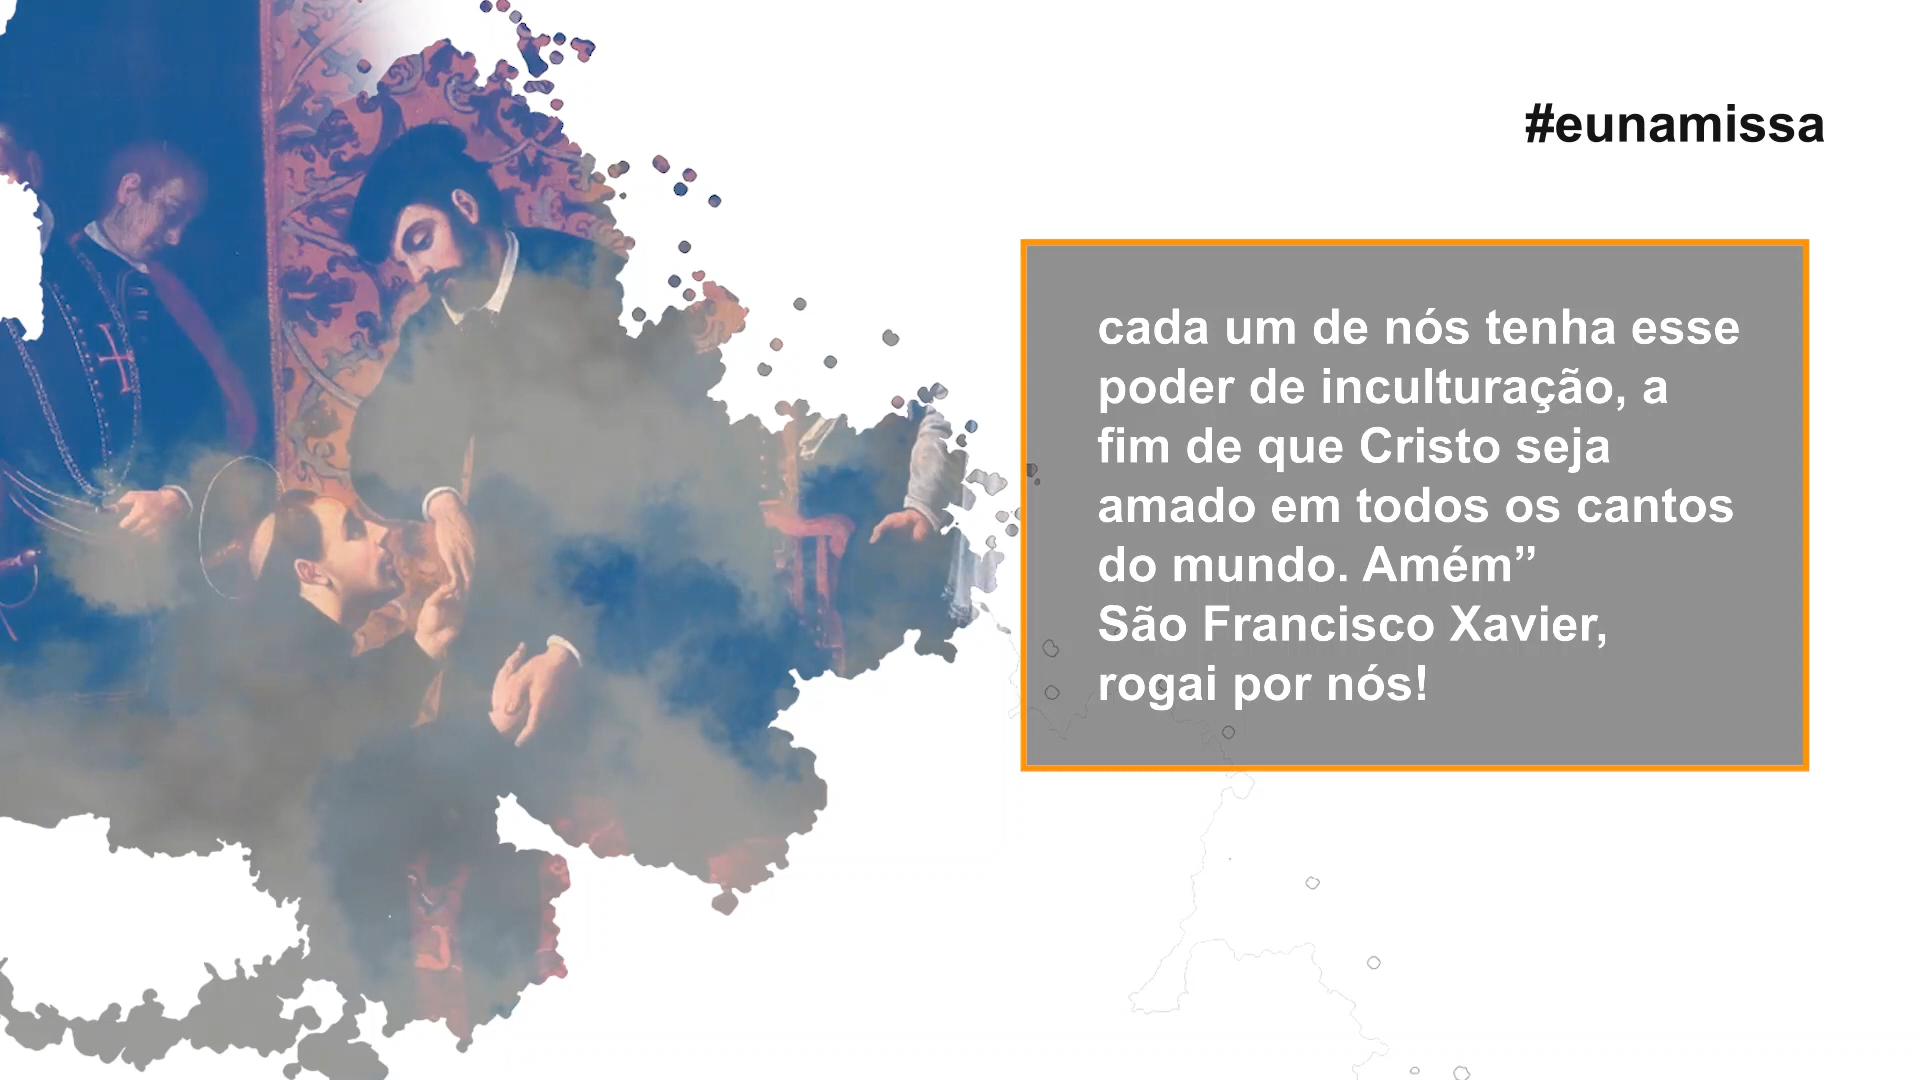 #eunamissa
cada um de nós tenha esse
poder de inculturação, a
fim de que Cristo seja
amado em todos os cantos
do mundo. Amém”
São Francisco Xavier,
rogai por nós!